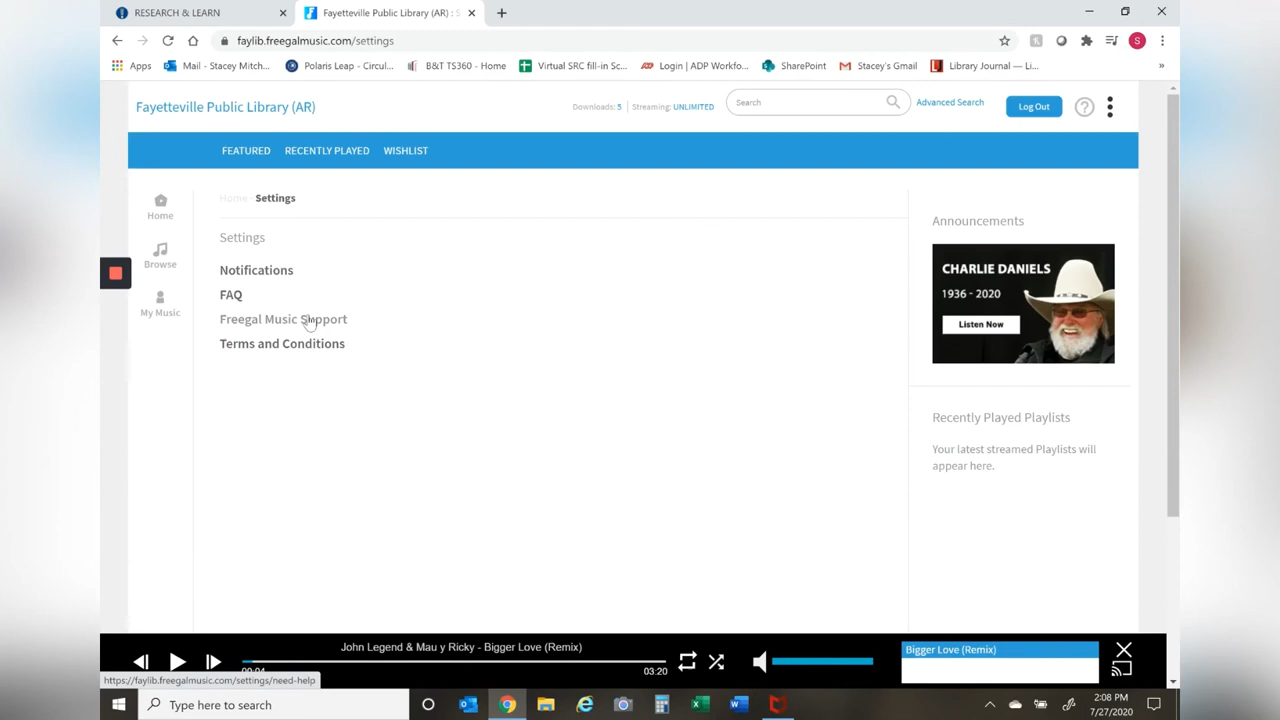 RESEARCH & LEARN
Fayetteville Public Library (AR) : S
faylib.freegalmusic.com/settings
S
Apps
Mail - Stacey Mitch...
Polaris Leap - Circul...
B&T TS360 - Home
Virtual SRC fill-in Sc...
Login | ADP Workfo...
SharePoint
Stacey's Gmail
Library Journal — Li...
»
Fayetteville Public Library (AR)
Downloads: 5
Streaming: UNLIMITED
Search
Advanced Search
Log Out
FEATURED
RECENTLY PLAYED
WISHLIST
Home
Browse
My Music
Home Settings
Settings
Notifications
FAQ
Freegal Music Support
Terms and Conditions
Announcements
CHARLIE DANIELS
1936 - 2020
Listen Now
Recently Played Playlists
Your latest streamed Playlists will
appear here.
John Legend & Mau y Ricky - Bigger Love (Remix)
00:04
03:20
Bigger Love (Remix)
https://faylib.freegalmusic.com/settings/need-help
Type here to search
2:08 PM
7/27/2020